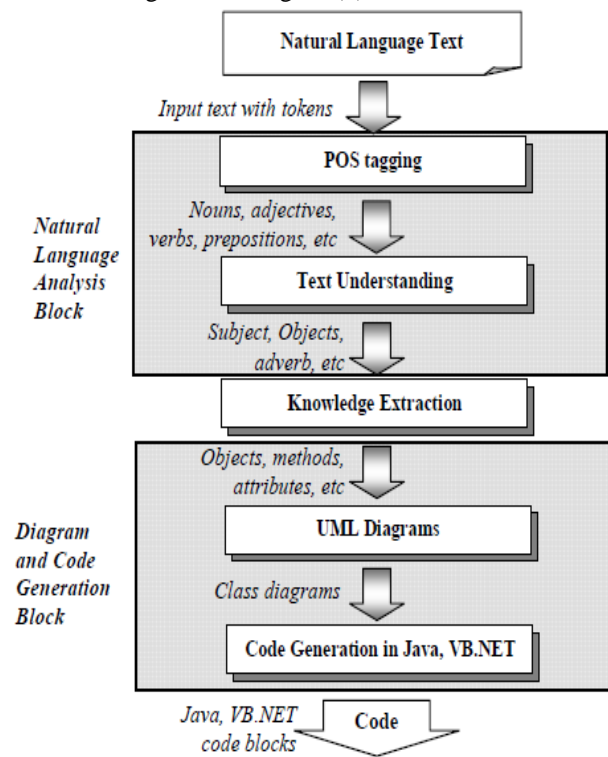 Natural Language Text
Input text with tokens
POS tagging
Nouns, adjectives,
verbs, prepositions, etc
Natural
Language
Analysis
Block
Text Understanding
Subject, Objects,
adverb, etc
Knowledge Extraction
Objects, methods,
attributes, etc
Diagram
and Code
Generation
Block
UML Diagrams
Class diagrams
Code Generation in Java, VB.NET
Java, VB.NET
code blocks
Code